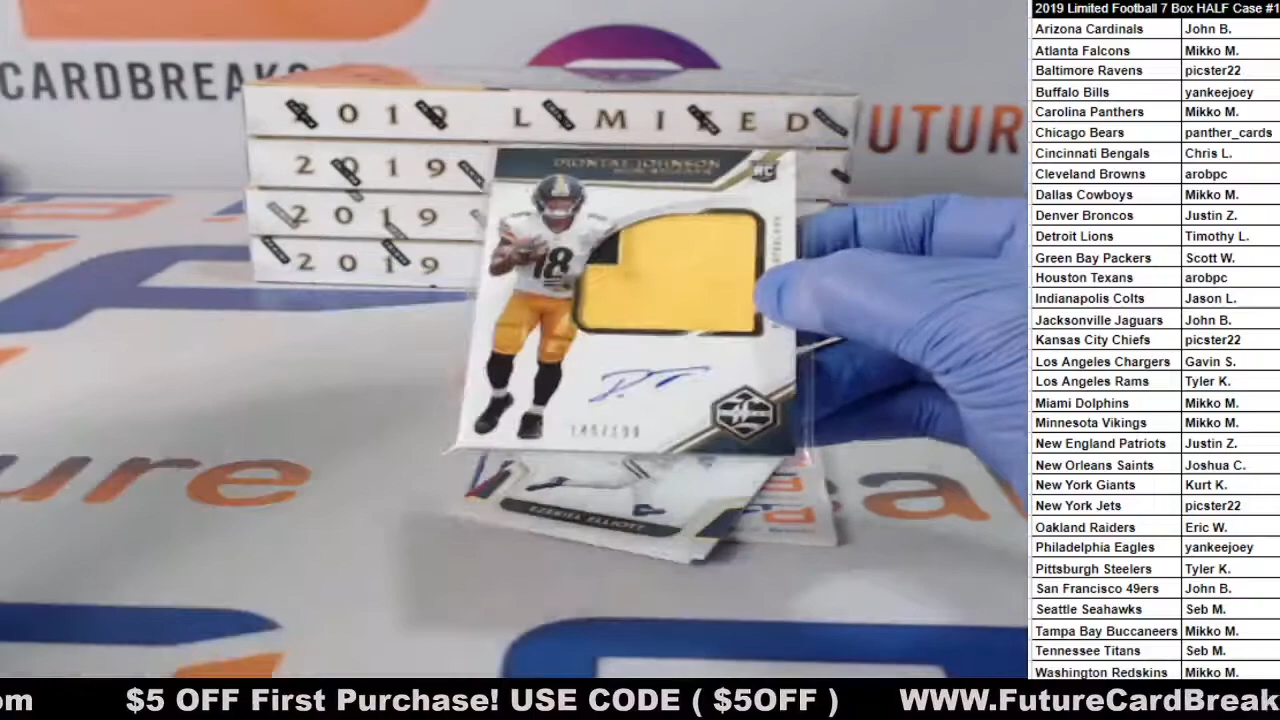 CARDBREAKS
FUTUR
2019 LIMITED
2019
2019
2019
DIONTAE JOHNSON
RC
18
149/199
EZEKIEL ELLIOTT
ure
ea
2019 Limited Football 7 Box HALF Case #1
Arizona Cardinals John B.
Atlanta Falcons Mikko M.
Baltimore Ravens picster22
Buffalo Bills yankeejoey
Carolina Panthers Mikko M.
Chicago Bears panther_cards
Cincinnati Bengals Chris L.
Cleveland Browns arobpc
Dallas Cowboys Mikko M.
Denver Broncos Justin Z.
Detroit Lions Timothy L.
Green Bay Packers Scott W.
Houston Texans arobpc
Indianapolis Colts Jason L.
Jacksonville Jaguars John B.
Kansas City Chiefs picster22
Los Angeles Chargers Gavin S.
Los Angeles Rams Tyler K.
Miami Dolphins Mikko M.
Minnesota Vikings Mikko M.
New England Patriots Justin Z.
New Orleans Saints Joshua C.
New York Giants Kurt K.
New York Jets picster22
Oakland Raiders Eric W.
Philadelphia Eagles yankeejoey
Pittsburgh Steelers Tyler K.
San Francisco 49ers John B.
Seattle Seahawks Seb M.
Tampa Bay Buccaneers Mikko M.
Tennessee Titans Seb M.
Washington Redskins Mikko M.
om $5 OFF First Purchase! USE CODE ( $5OFF ) WWW.FutureCardBreak